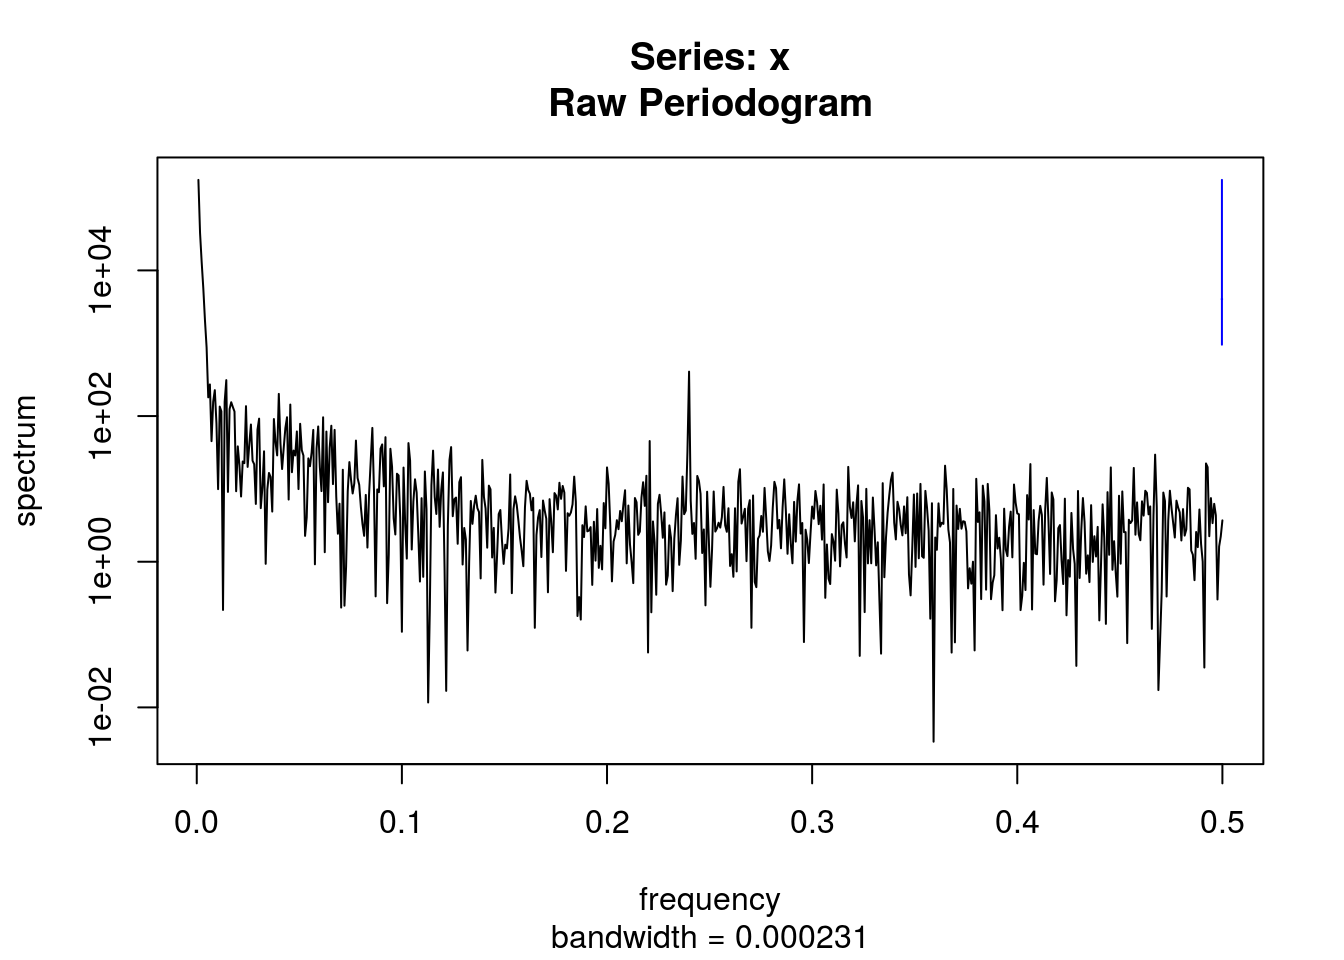 Series: x
Raw Periodogram
spectrum
1e+04
1e+02
1e+00
1e-02
0.0 0.1 0.2 0.3 0.4 0.5
frequency
bandwidth = 0.000231